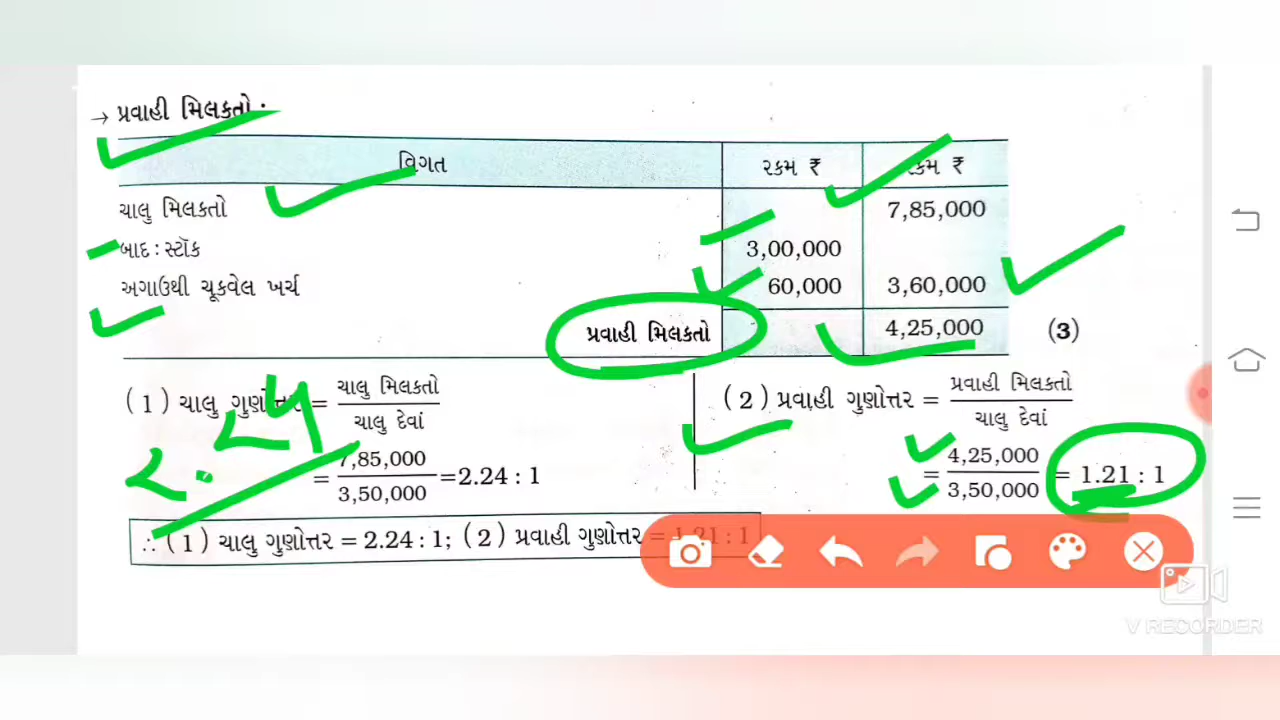 → પ્રવાહી મિલકતો :
વિગત રકમ ₹ રકમ ₹
ચાલુ મિલકતો 7,85,000
બાદ : સ્ટૉક 3,00,000
અગાઉથી ચૂકવેલ ખર્ચ 60,000 3,60,000
પ્રવાહી મિલકતો 4,25,000 (3)
( 1 ) ચાલુ ગુણોત્તર = ચાલુ મિલકતો
ચાલુ દેવાં
= 7,85,000
3,50,000 = 2.24 : 1
( 2 ) પ્રવાહી ગુણોત્તર = પ્રવાહી મિલકતો
ચાલુ દેવાં
= 4,25,000
3,50,000 = 1.21 : 1
∴ ( 1 ) ચાલુ ગુણોત્તર = 2.24 : 1; ( 2 ) પ્રવાહી ગુણોત્તર = 1.21 : 1
V RECORDER